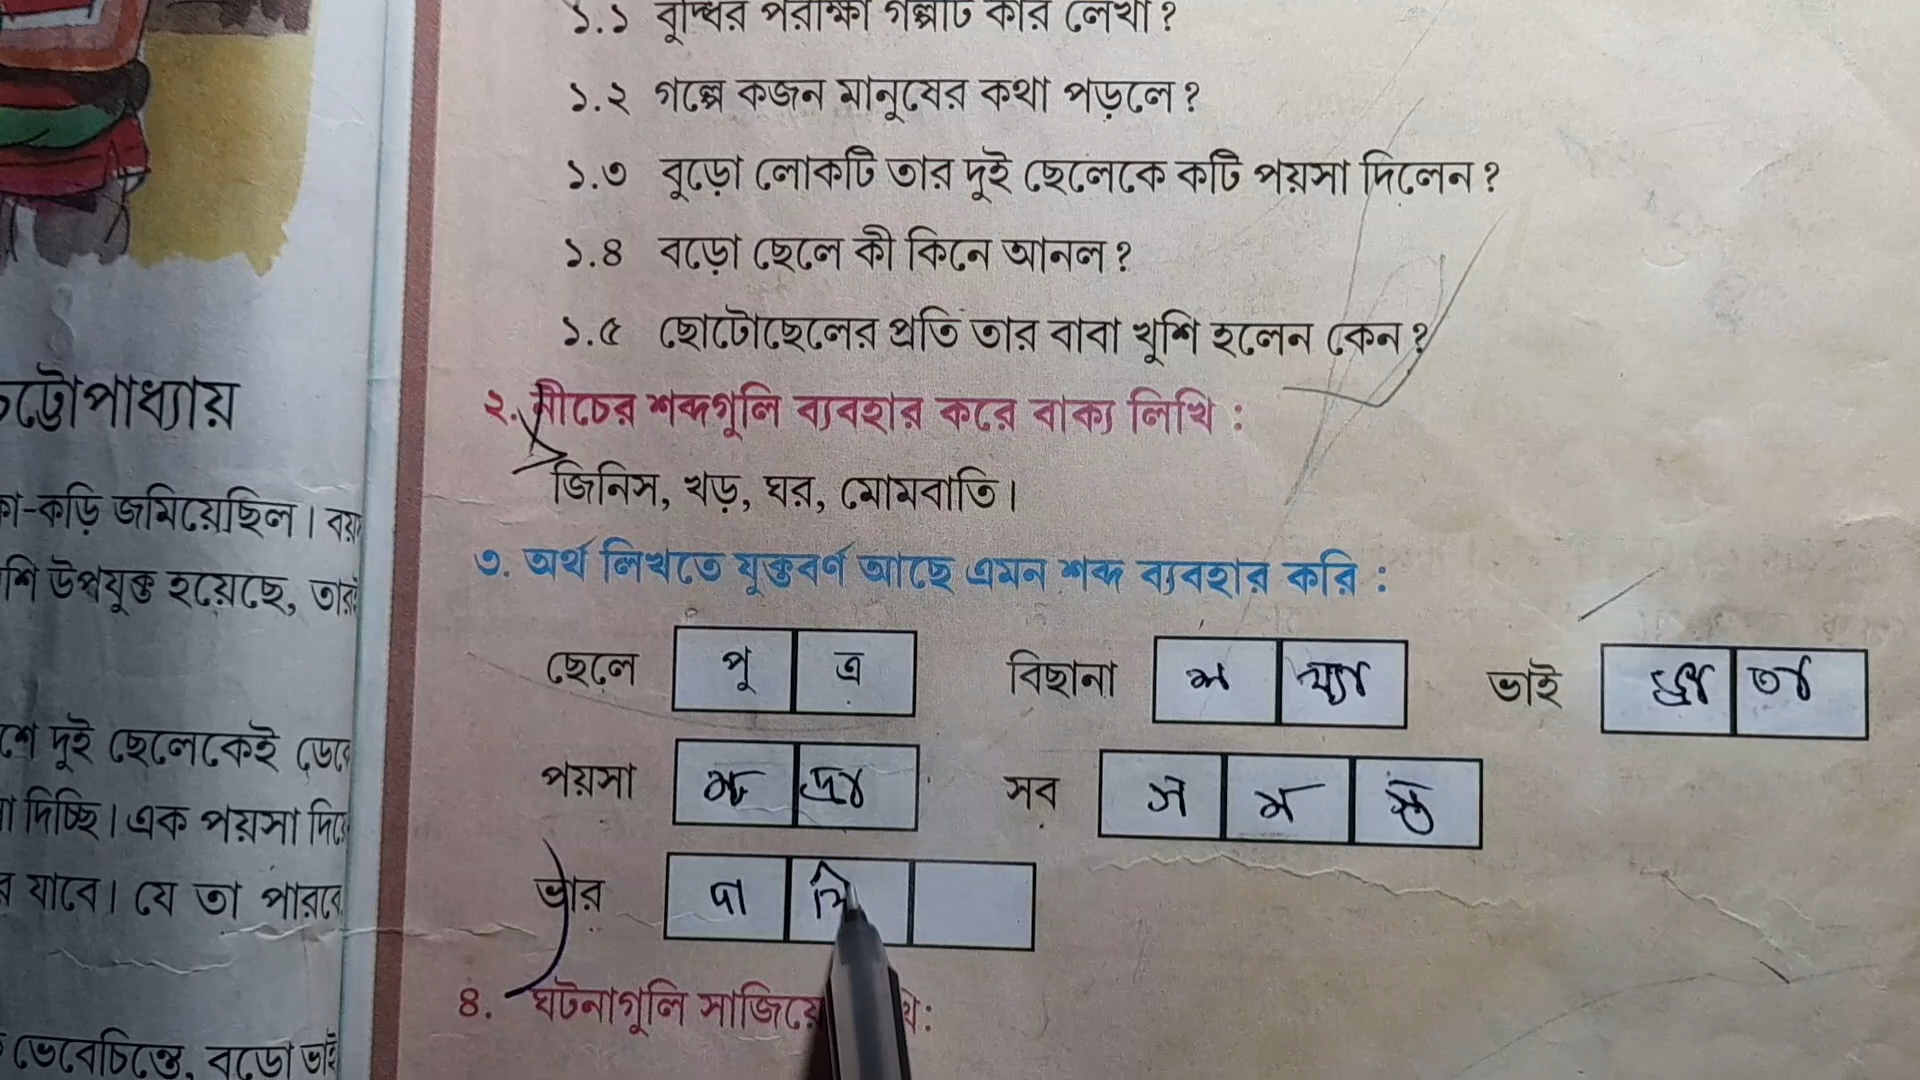 চট্টোপাধ্যায়
কা-কড়ি জমিয়েছিল। বয়
শি উপযুক্ত হয়েছে, তার
শে দুই ছেলেকেই ডেকে
দিচ্ছি। এক পয়সা দিয়ে
যাবে। যে তা পারবে
ভেবেচিন্তে, বড়ো ভাই
১.১ বুদ্ধির পরীক্ষা গল্পটি কার লেখা?
১.২ গল্পে কজন মানুষের কথা পড়লে?
১.৩ বুড়ো লোকটি তার দুই ছেলেকে কটি পয়সা দিলেন?
১.৪ বড়ো ছেলে কী কিনে আনল?
১.৫ ছোটোছেলের প্রতি তার বাবা খুশি হলেন কেন?
২. নীচের শব্দগুলি ব্যবহার করে বাক্য লিখি :
জিনিস, খড়, ঘর, মোমবাতি।
৩. অর্থ লিখতে যুক্তবর্ণ আছে এমন শব্দ ব্যবহার করি :
ছেলে পু ত্র বিছানা শ য্যা ভাই ভ্রা তা
পয়সা মু দ্রা সব স ম স্ত
ভার দা
৪. ঘটনাগুলি সাজিয়ে